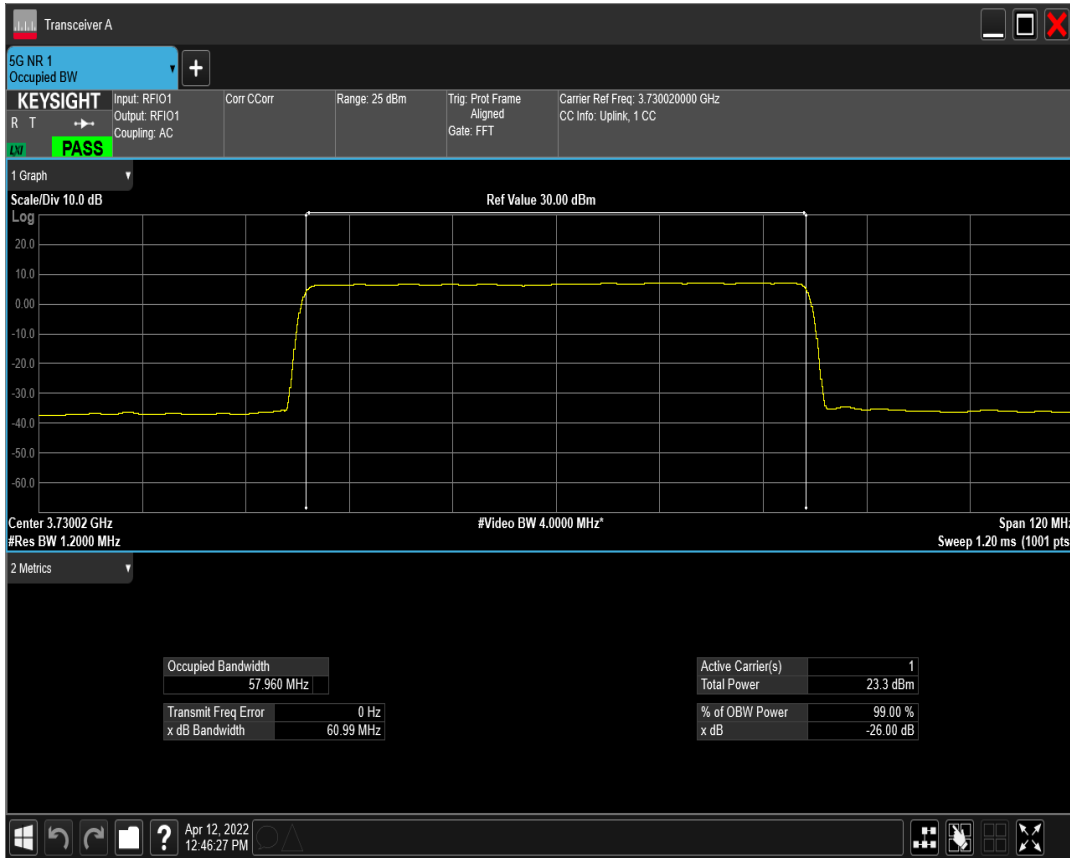 Transceiver A
5G NR 1
Occupied BW
+
KEYSIGHT
R T
LXI
PASS
Input: RFIO1
Output: RFIO1
Coupling: AC
Corr CCorr
Range: 25 dBm
Trig: Prot Frame
Aligned
Gate: FFT
Carrier Ref Freq: 3.730020000 GHz
CC Info: Uplink, 1 CC
1 Graph
Scale/Div 10.0 dB
Ref Value 30.00 dBm
Log
20.0
10.0
0.00
-10.0
-20.0
-30.0
-40.0
-50.0
-60.0
Center 3.73002 GHz
#Video BW 4.0000 MHz*
Span 120 MHz
#Res BW 1.2000 MHz
Sweep 1.20 ms (1001 pts
2 Metrics
Occupied Bandwidth
57.960 MHz
Transmit Freq Error 0 Hz
x dB Bandwidth 60.99 MHz
Active Carrier(s) 1
Total Power 23.3 dBm
% of OBW Power 99.00 %
x dB -26.00 dB
?
Apr 12, 2022
12:46:27 PM